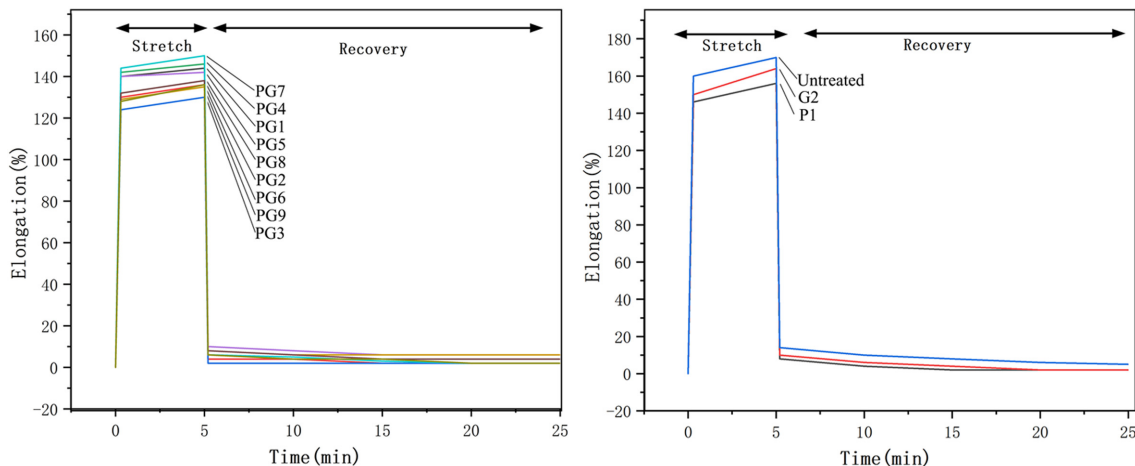 Stretch
Recovery
PG7
PG4
PG1
PG5
PG8
PG2
PG6
PG9
PG3
160
140
120
100
80
60
40
20
0
-20
Elongation(%)
0 5 10 15 20 25
Time(min)
Stretch
Recovery
Untreated
G2
P1
180
160
140
120
100
80
60
40
20
0
-20
Elongation(%)
0 5 10 15 20 25
Time(min)